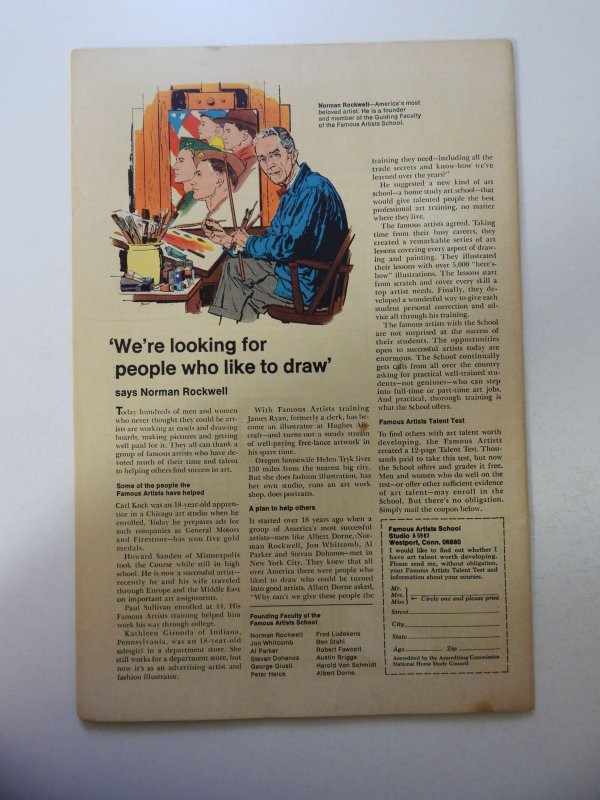 Norman Rockwell—America's most
beloved artist. He is a founder
and member of the Guiding Faculty
of the Famous Artists School.
'We're looking for
people who like to draw'
says Norman Rockwell
Today hundreds of men and women
who never thought they could be art-
ists are working at easels and drawing
boards, making pictures and getting
well paid for it. They all can thank a
group of famous artists who have de-
voted much of their time and talent
to helping others find success in art.
Some of the people the
Famous Artists have helped
Carl Kock was an 18-year-old appren-
tice in a Chicago art studio when he
enrolled. Today he prepares ads for
such companies as General Motors
and Firestone—has won five gold
medals.
Howard Sanden of Minneapolis
took the Course while still in high
school. He is now a successful artist—
recently he and his wife traveled
through Europe and the Middle East
on important art assignments.
Paul Sullivan enrolled at 14. His
Famous Artists training helped him
work his way through college.
Kathleen Girunda of Indiana,
Pennsylvania, was an 18-year-old
salesgirl in a department store. She
still works for a department store, but
now it's as an advertising artist and
fashion illustrator.
With Famous Artists training
James Ryan, formerly a clerk, has be-
come an illustrator at Hughes Air-
craft—and turns out a steady stream
of well-paying free-lance artwork in
his spare time.
Oregon housewife Helen Tryk lives
150 miles from the nearest big city.
But she does fashion illustration, has
her own studio, runs an art work
shop, does portraits.
A plan to help others
It started over 18 years ago when a
group of America's most successful
artists—men like Albert Dorne, Nor-
man Rockwell, Jon Whitcomb, Al
Parker and Stevan Dohanos—met in
New York City. They knew that all
over America there were people who
liked to draw who could be turned
into good artists. Albert Dorne asked,
"Why can't we give these people the
Founding Faculty of the
Famous Artists School
Norman Rockwell
Jon Whitcomb
Al Parker
Stevan Dohanos
George Giusti
Peter Helck
Fred Ludekens
Ben Stahl
Robert Fawcett
Austin Briggs
Harold Von Schmidt
Albert Dorne
training they need—including all the
trade secrets and know-how we've
learned over the years?"
He suggested a new kind of art
school—a home study art school—that
would give talented people the best
professional art training, no matter
where they live.
The famous artists agreed. Taking
time from their busy careers, they
created a remarkable series of art
lessons covering every aspect of draw-
ing and painting. They illustrated
their lessons with over 5,000 "here's-
how" illustrations. The lessons start
from scratch and cover every skill a
top artist needs. Finally, they de-
veloped a wonderful way to give each
student personal correction and ad-
vice all through his training.
The famous artists with the School
are not surprised at the success of
their students. The opportunities
open to successful artists today are
enormous. The School continually
gets calls from all over the country
asking for practical well-trained stu-
dents—not geniuses—who can step
into full-time or part-time art jobs.
And practical, thorough training is
what the School offers.
Famous Artists Talent Test
To find others with art talent worth
developing, the Famous Artists
created a 12-page Talent Test. Thou-
sands paid to take this test, but now
the School offers and grades it free.
Men and women who do well on the
test—or offer other sufficient evidence
of art talent—may enroll in the
School. But there's no obligation.
Simply mail the coupon below.
Famous Artists School
Studio A5983
Westport, Conn. 06880
I would like to find out whether I
have art talent worth developing.
Please send me, without obligation,
your Famous Artists Talent Test and
information about your courses.
Mr.
Mrs. ← Circle one and please print
Miss
Street
City
State
Age Zip
Accredited by the Accrediting Commission
National Home Study Council.